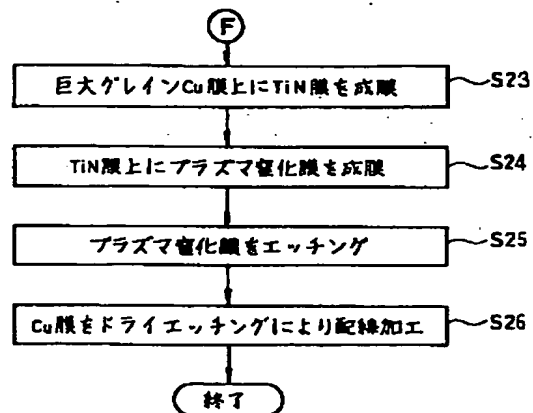 F
巨大グレインCu膜上にTiN膜を成膜
S23
TiN膜上にプラズマ窒化膜を成膜
S24
プラズマ窒化膜をエッチング
S25
Cu膜をドライエッチングにより配線加工
S26
終了